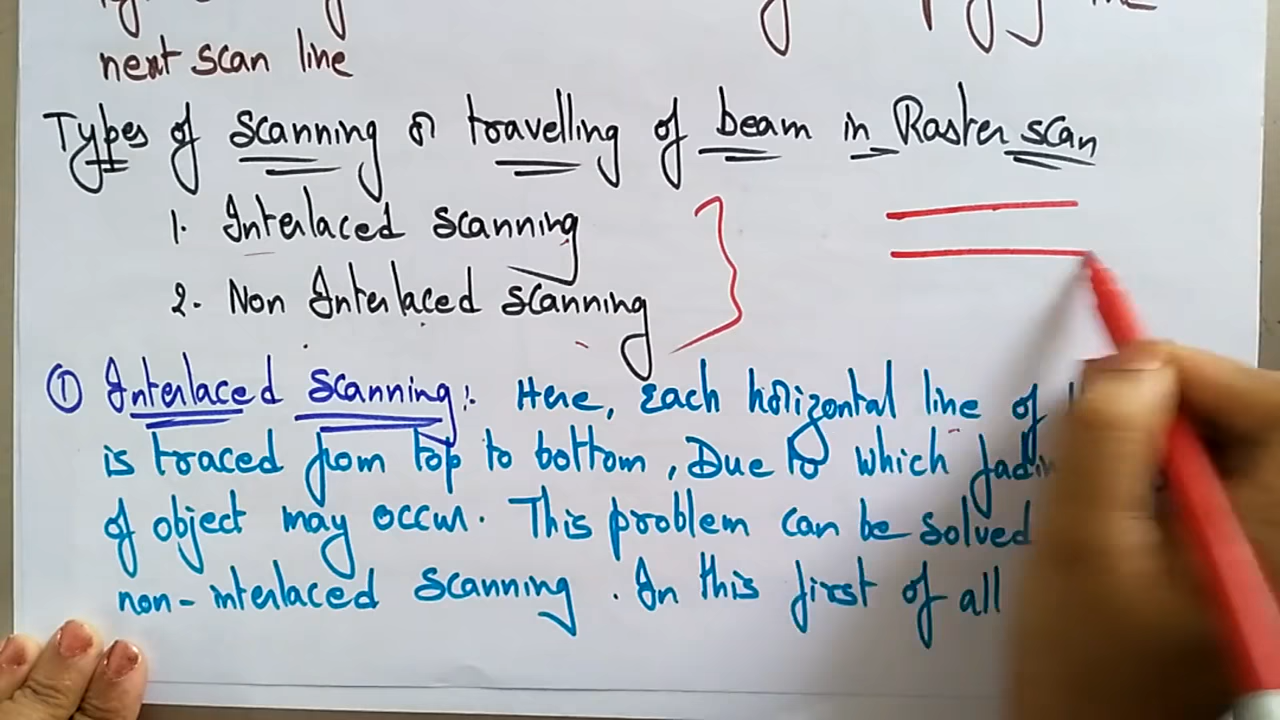 next scan line
Types of scanning or travelling of beam in Raster scan
1. Interlaced scanning
2. Non Interlaced scanning
① Interlaced scanning:. Here, Each horizontal line of
is traced from top to bottom, Due to which
of object may occur. This problem can be solved
non-interlaced scanning. In this first of all